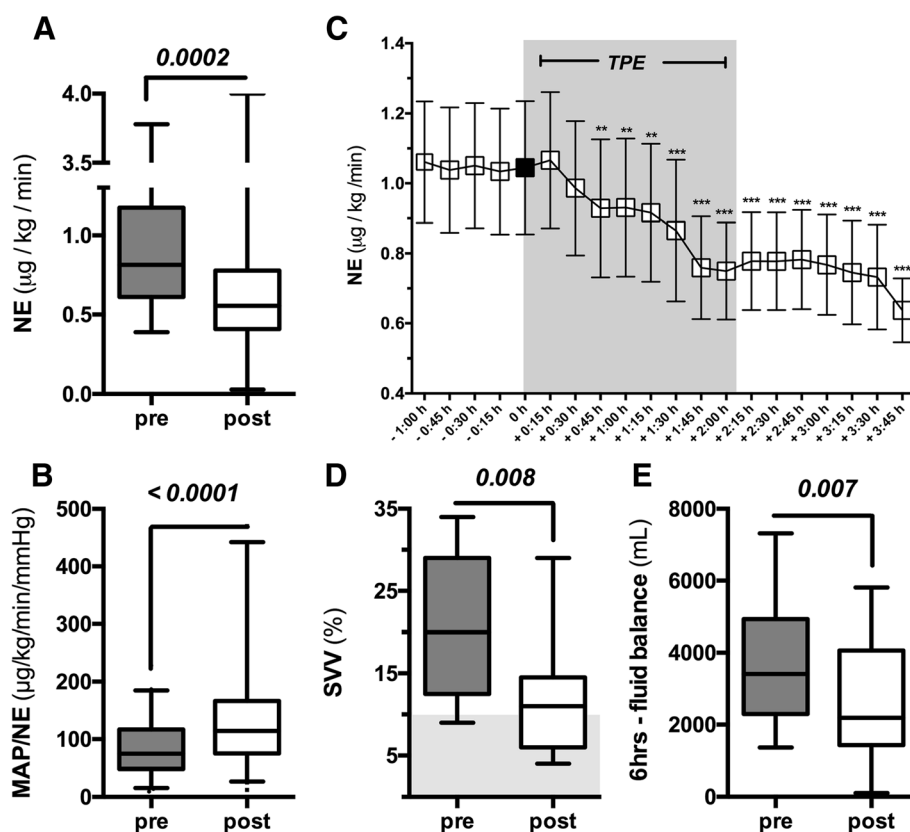 A
0.0002
NE (µg / kg / min)
4.0
3.5
1.0
0.5
0.0
pre
post
C
NE (µg / kg /min)
1.4
1.2
1.0
0.8
0.6
0.4
TPE
**
**
**
***
***
***
***
***
***
***
***
***
***
- 1:00 h
- 0:45 h
- 0:30 h
- 0:15 h
0 h
+ 0:15 h
+ 0:30 h
+ 0:45 h
+ 1:00 h
+ 1:15 h
+ 1:30 h
+ 1:45 h
+ 2:00 h
+ 2:15 h
+ 2:30 h
+ 2:45 h
+ 3:00 h
+ 3:15 h
+ 3:30 h
+ 3:45 h
B
< 0.0001
MAP/NE (µg/kg/min/mmHg)
500
400
300
200
100
0
pre
post
D
0.008
SVV (%)
35
25
15
5
pre
post
E
0.007
6hrs - fluid balance (mL)
8000
6000
4000
2000
0
pre
post